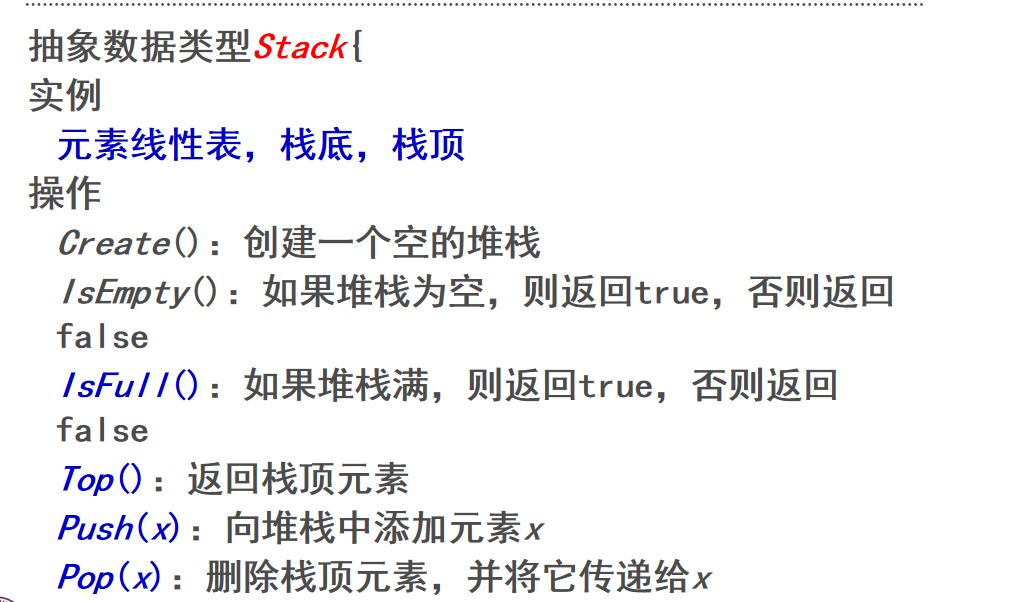 抽象数据类型Stack{
实例
元素线性表，栈底，栈顶
操作
Create()：创建一个空的堆栈
IsEmpty()：如果堆栈为空，则返回true，否则返回
false
IsFull()：如果堆栈满，则返回true，否则返回
false
Top()：返回栈顶元素
Push(x)：向堆栈中添加元素x
Pop(x)：删除栈顶元素，并将它传递给x